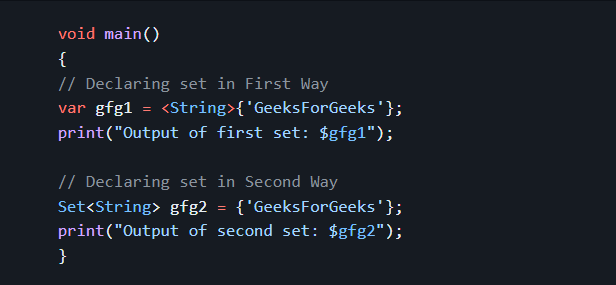 void main()
{
// Declaring set in First Way
var gfg1 = <String>{'GeeksForGeeks'};
print("Output of first set: $gfg1");
// Declaring set in Second Way
Set<String> gfg2 = {'GeeksForGeeks'};
print("Output of second set: $gfg2");
}